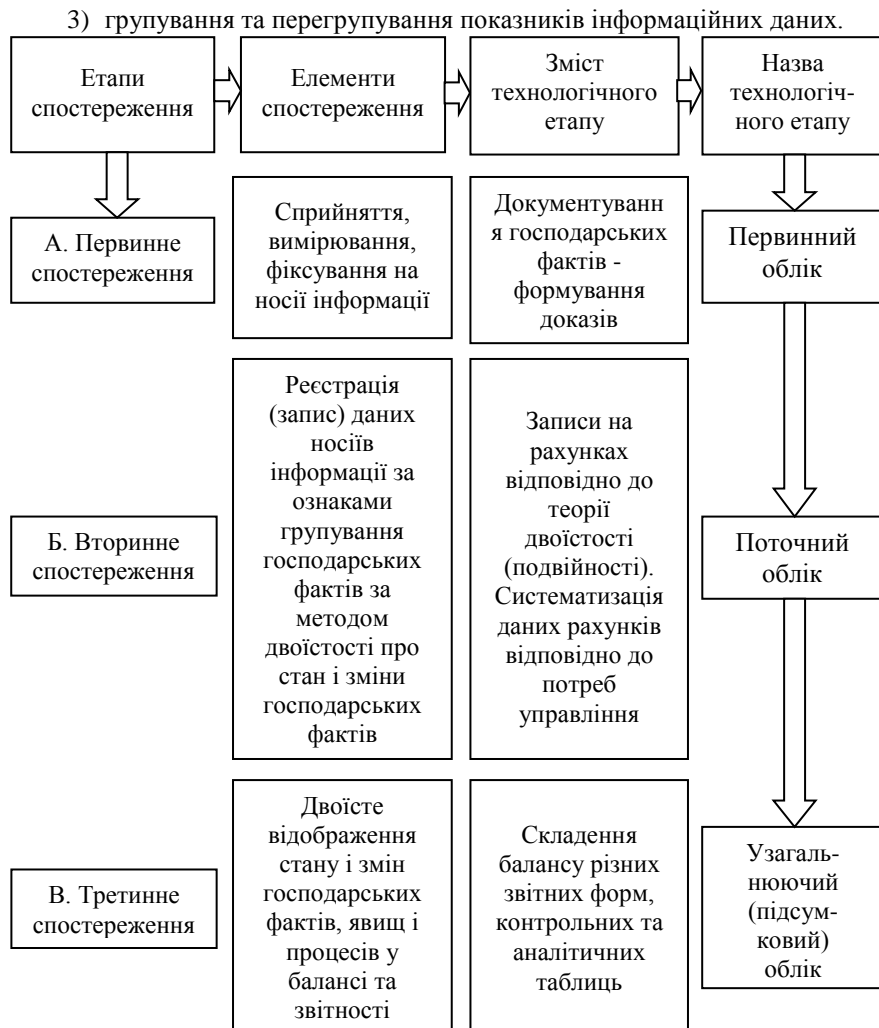 3) групування та перегрупування показників інформаційних даних.
Етапи
спостереження
Елементи
спостереження
Зміст
технологічного
етапу
Назва
технологіч-
ного етапу
А. Первинне
спостереження
Сприйняття,
вимірювання,
фіксування на
носії інформації
Документуванн
я господарських
фактів -
формування
доказів
Первинний
облік
Б. Вторинне
спостереження
Реєстрація
(запис) даних
носіїв
інформації за
ознаками
групування
господарських
фактів за
методом
двоїстості про
стан і зміни
господарських
фактів
Записи на
рахунках
відповідно до
теорії
двоїстості
(подвійності).
Систематизація
даних рахунків
відповідно до
потреб
управління
Поточний
облік
В. Третинне
спостереження
Двоїсте
відображення
стану і змін
господарських
фактів, явищ і
процесів у
балансі та
звітності
Складення
балансу різних
звітних форм,
контрольних та
аналітичних
таблиць
Узагаль-
нюючий
(підсум-
ковий)
облік